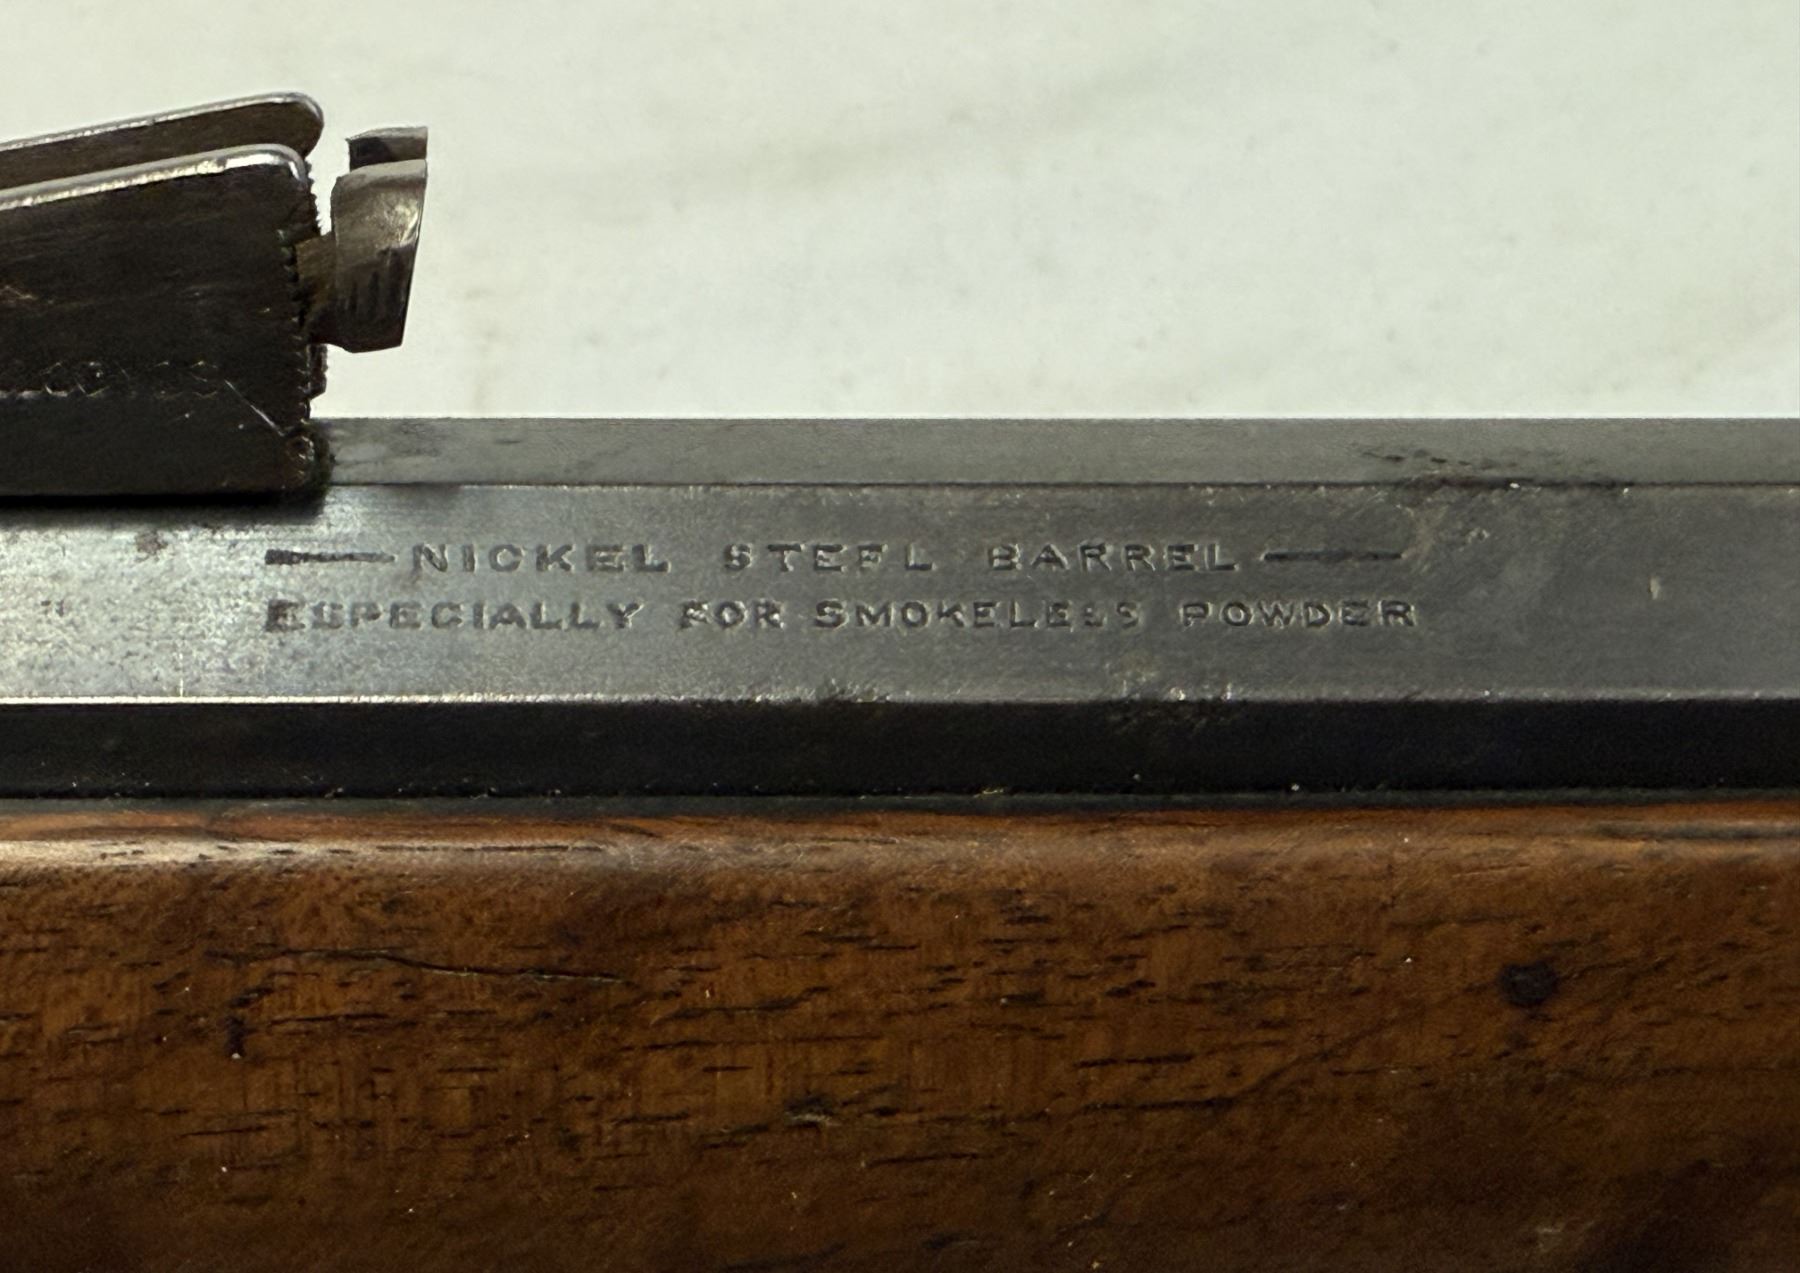 — NICKEL STEEL BARREL —
ESPECIALLY FOR SMOKELESS POWDER